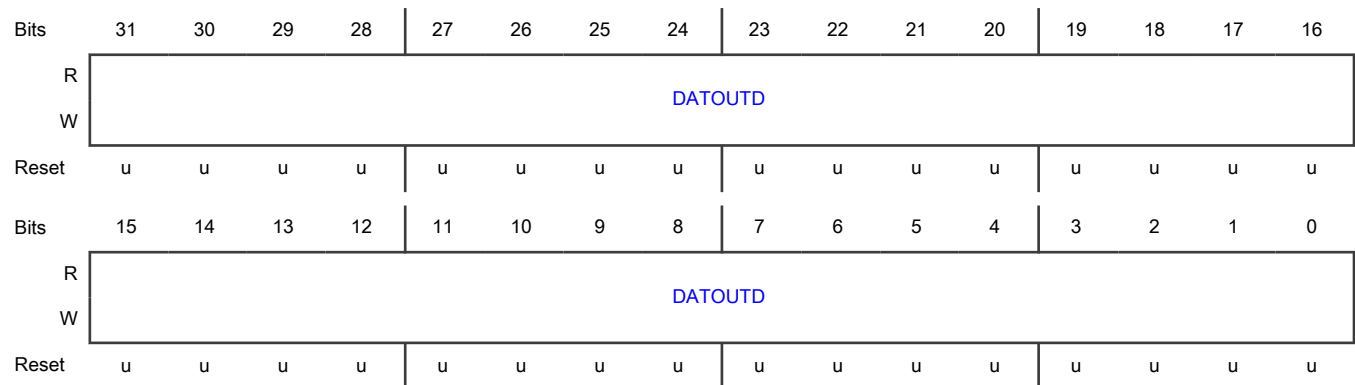 Bits 31 30 29 28 27 26 25 24 23 22 21 20 19 18 17 16
R
DATOUTD
W
Reset u u u u u u u u u u u u u u u u
Bits 15 14 13 12 11 10 9 8 7 6 5 4 3 2 1 0
R
DATOUTD
W
Reset u u u u u u u u u u u u u u u u